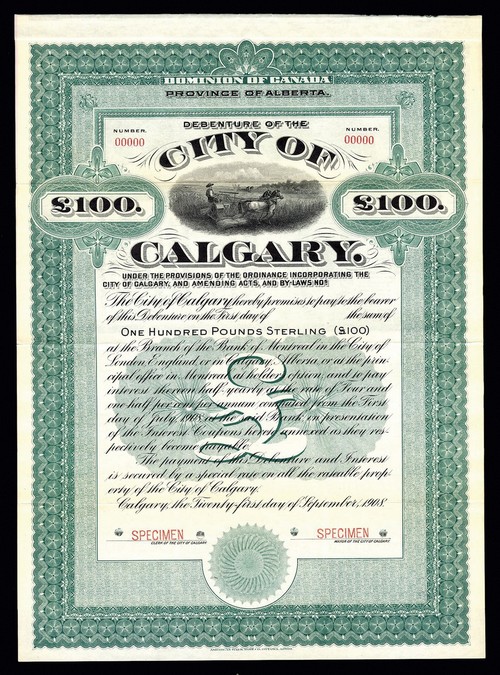 DOMINION OF CANADA
PROVINCE OF ALBERTA.
DEBENTURE OF THE
NUMBER.
00000
NUMBER.
00000
CITY OF
£100.
£100.
CALGARY.
UNDER THE PROVISIONS OF THE ORDINANCE INCORPORATING THE
CITY OF CALGARY, AND AMENDING ACTS, AND BY-LAWS NOS
The City of Calgary hereby promises to pay to the bearer
of this Debenture on the First day of the sum of
ONE HUNDRED POUNDS STERLING (£100)
at the Branch of the Bank of Montreal in the City of
London, England, or in Calgary, Alberta, or at the prin-
cipal office in Montreal at holders option, and to pay
interest thereon half yearly at the rate of Four and
one half per cent per annum computed from the First
day of July, 1908 at the said Bank on presentation
of the Interest Coupons hereto annexed as they res-
pectively become payable.
The payment of this Debenture and Interest
is secured by a special rate on all the rateable prop-
erty of the City of Calgary.
Calgary, the Twenty-first day of September, 1908.
SPECIMEN
SPECIMEN
CLERK OF THE CITY OF CALGARY
MAYOR OF THE CITY OF CALGARY